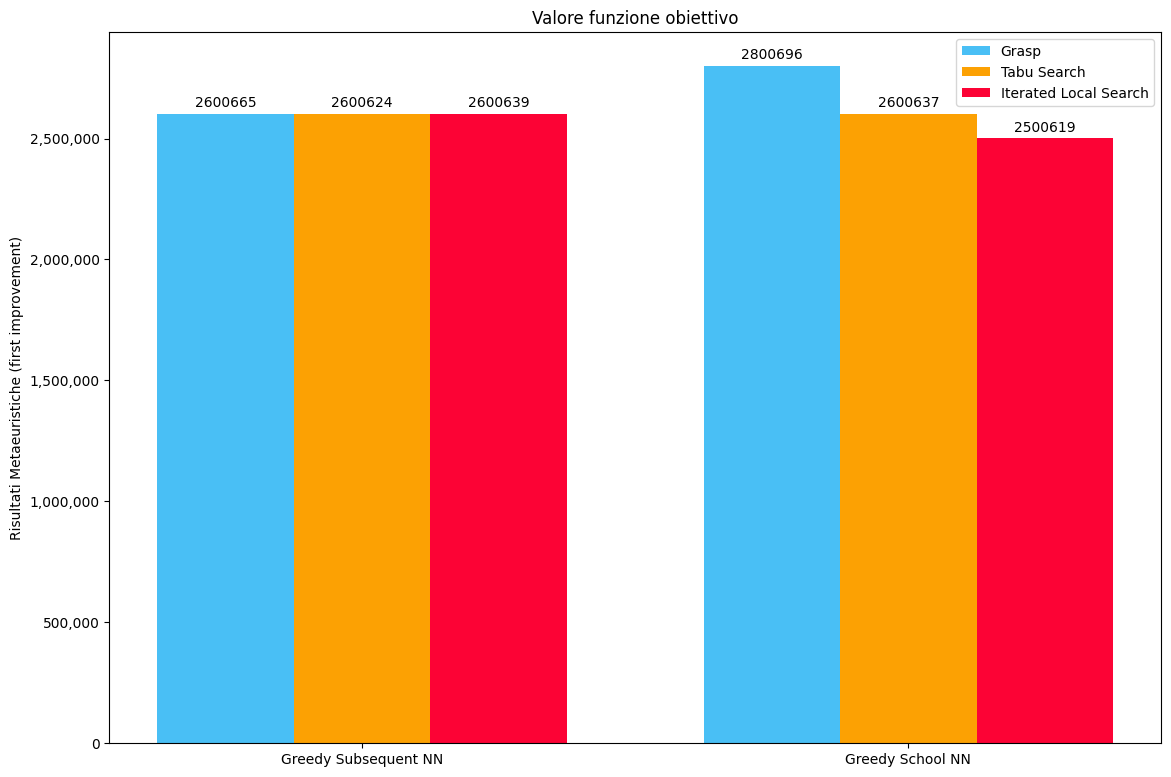 Valore funzione obiettivo
Grasp
Tabu Search
Iterated Local Search
2800696
2600665
2600624
2600639
2600637
2500619
Risultati Metaeuristiche (first improvement)
2,500,000
2,000,000
1,500,000
1,000,000
500,000
0
Greedy Subsequent NN
Greedy School NN